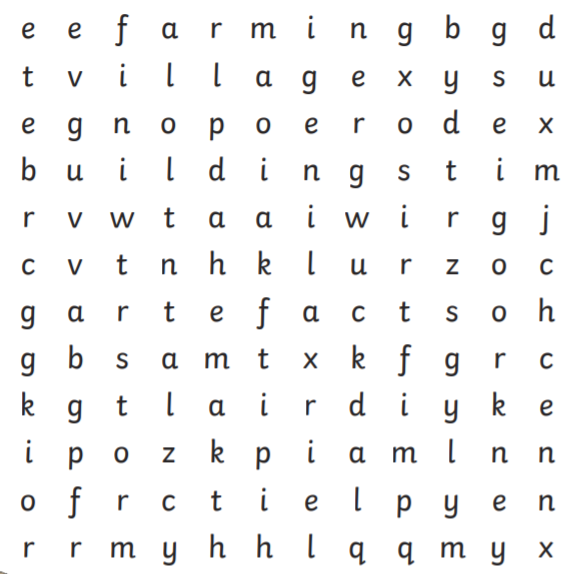 e e f a r m i n g b g d
t v i l l a g e x y s u
e g n o p o e r o d e x
b u i l d i n g s t i m
r v w t a a i w i r g j
c v t n h k l u r z o c
g a r t e f a c t s o h
g b s a m t x k f g r c
k g t l a i r d i y k e
i p o z k p i a m l n n
o f r c t i e l p y e n
r r m y h h l q q m y x